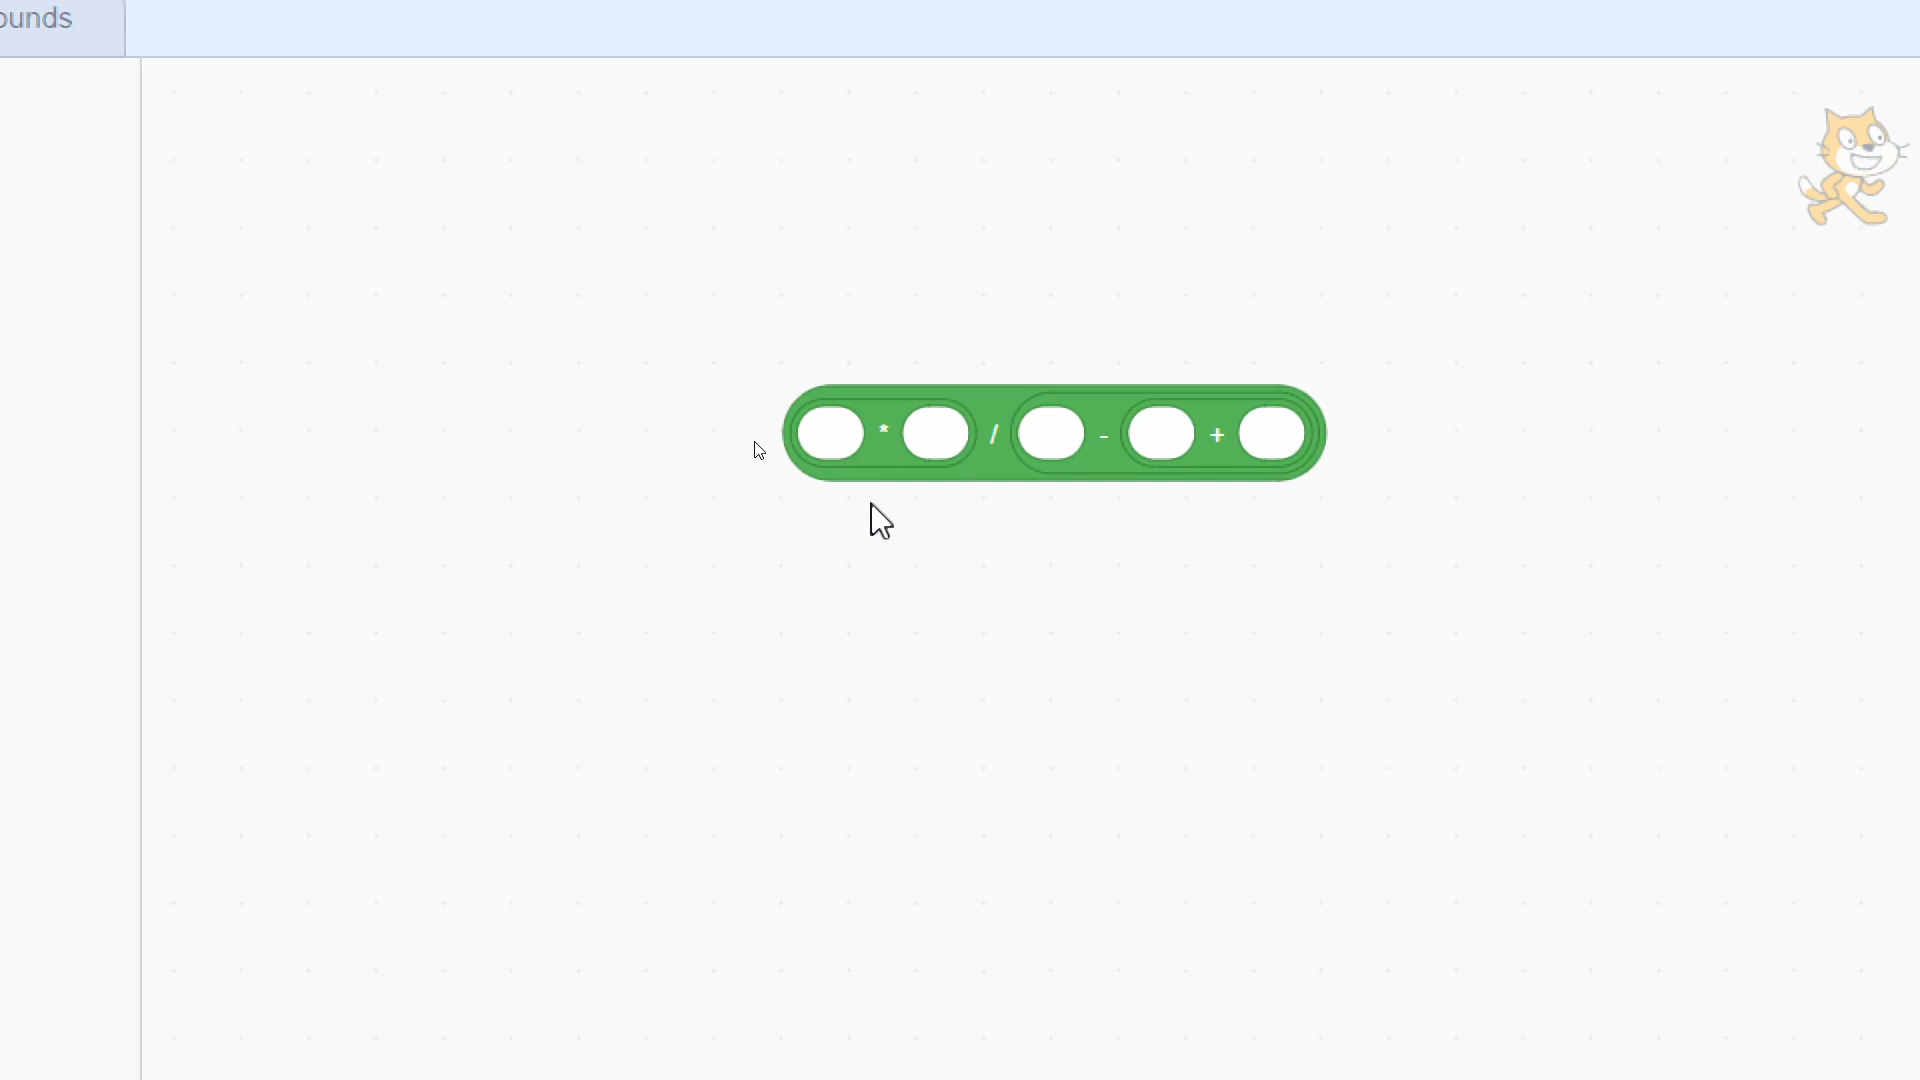 ounds
* / - +